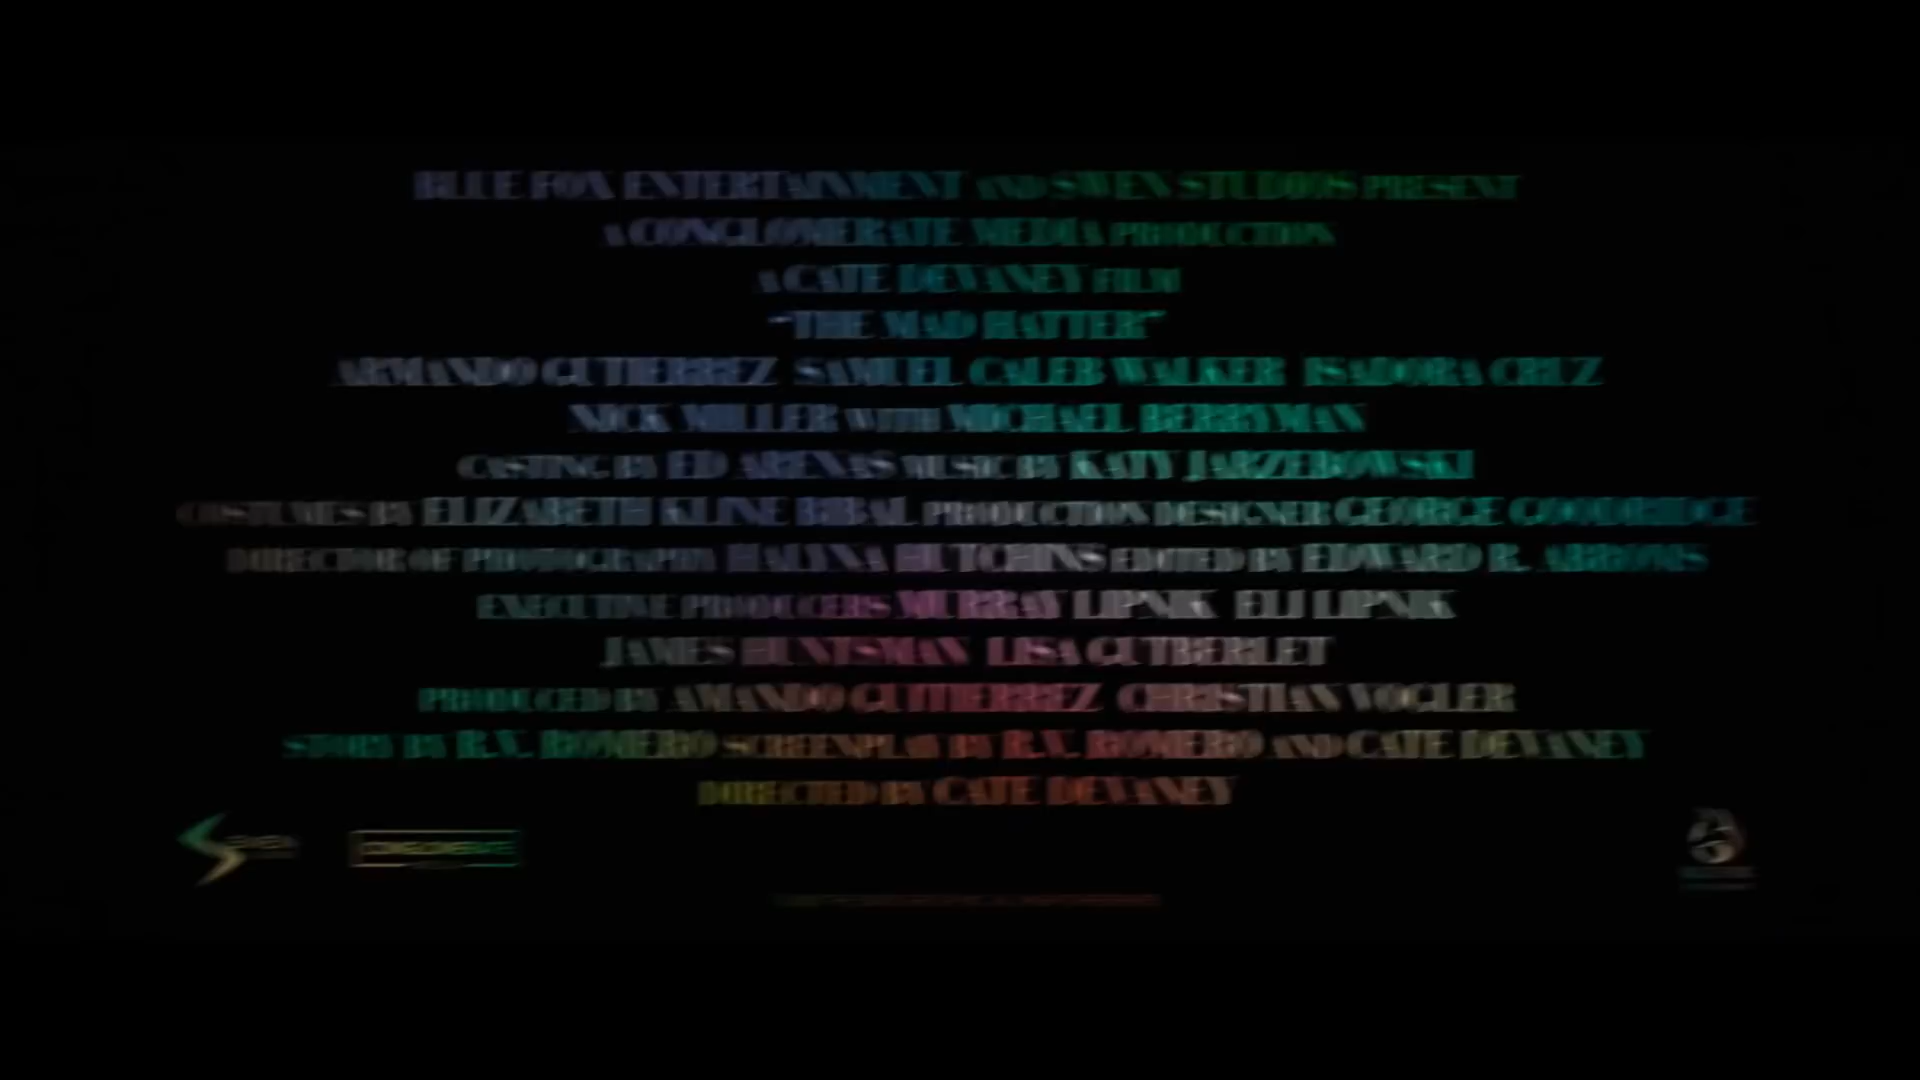 BLUE FOX ENTERTAINMENT AND SWEN STUDIOS PRESENT
A CONGLOMERATE MEDIA PRODUCTION
A CATE DEVANEY FILM
"THE MAD HATTER"
ARMANDO GUTIERREZ SAMUEL CALEB WALKER ISADORA CRUZ
NICK MILLER WITH MICHAEL BERRYMAN
CASTING BY ED ARENAS MUSIC BY KATY JARZEBOWSKI
COSTUMES BY ELIZABETH KLINE BIBAL PRODUCTION DESIGNER GEORGE GOODRIDGE
DIRECTOR OF PHOTOGRAPHY HALYNA HUTCHINS EDITED BY EDWARD R. ABROMS
EXECUTIVE PRODUCERS MURRAY LIPNIK ELI LIPNIK
JAMES HUNTSMAN LISA GUTBERLET
PRODUCED BY AMANDO GUTIERREZ CHRISTIAN VOGLER
STORY BY R.V. ROMERO SCREENPLAY BY R.V. ROMERO AND CATE DEVANEY
DIRECTED BY CATE DEVANEY
CONGLOMERATE